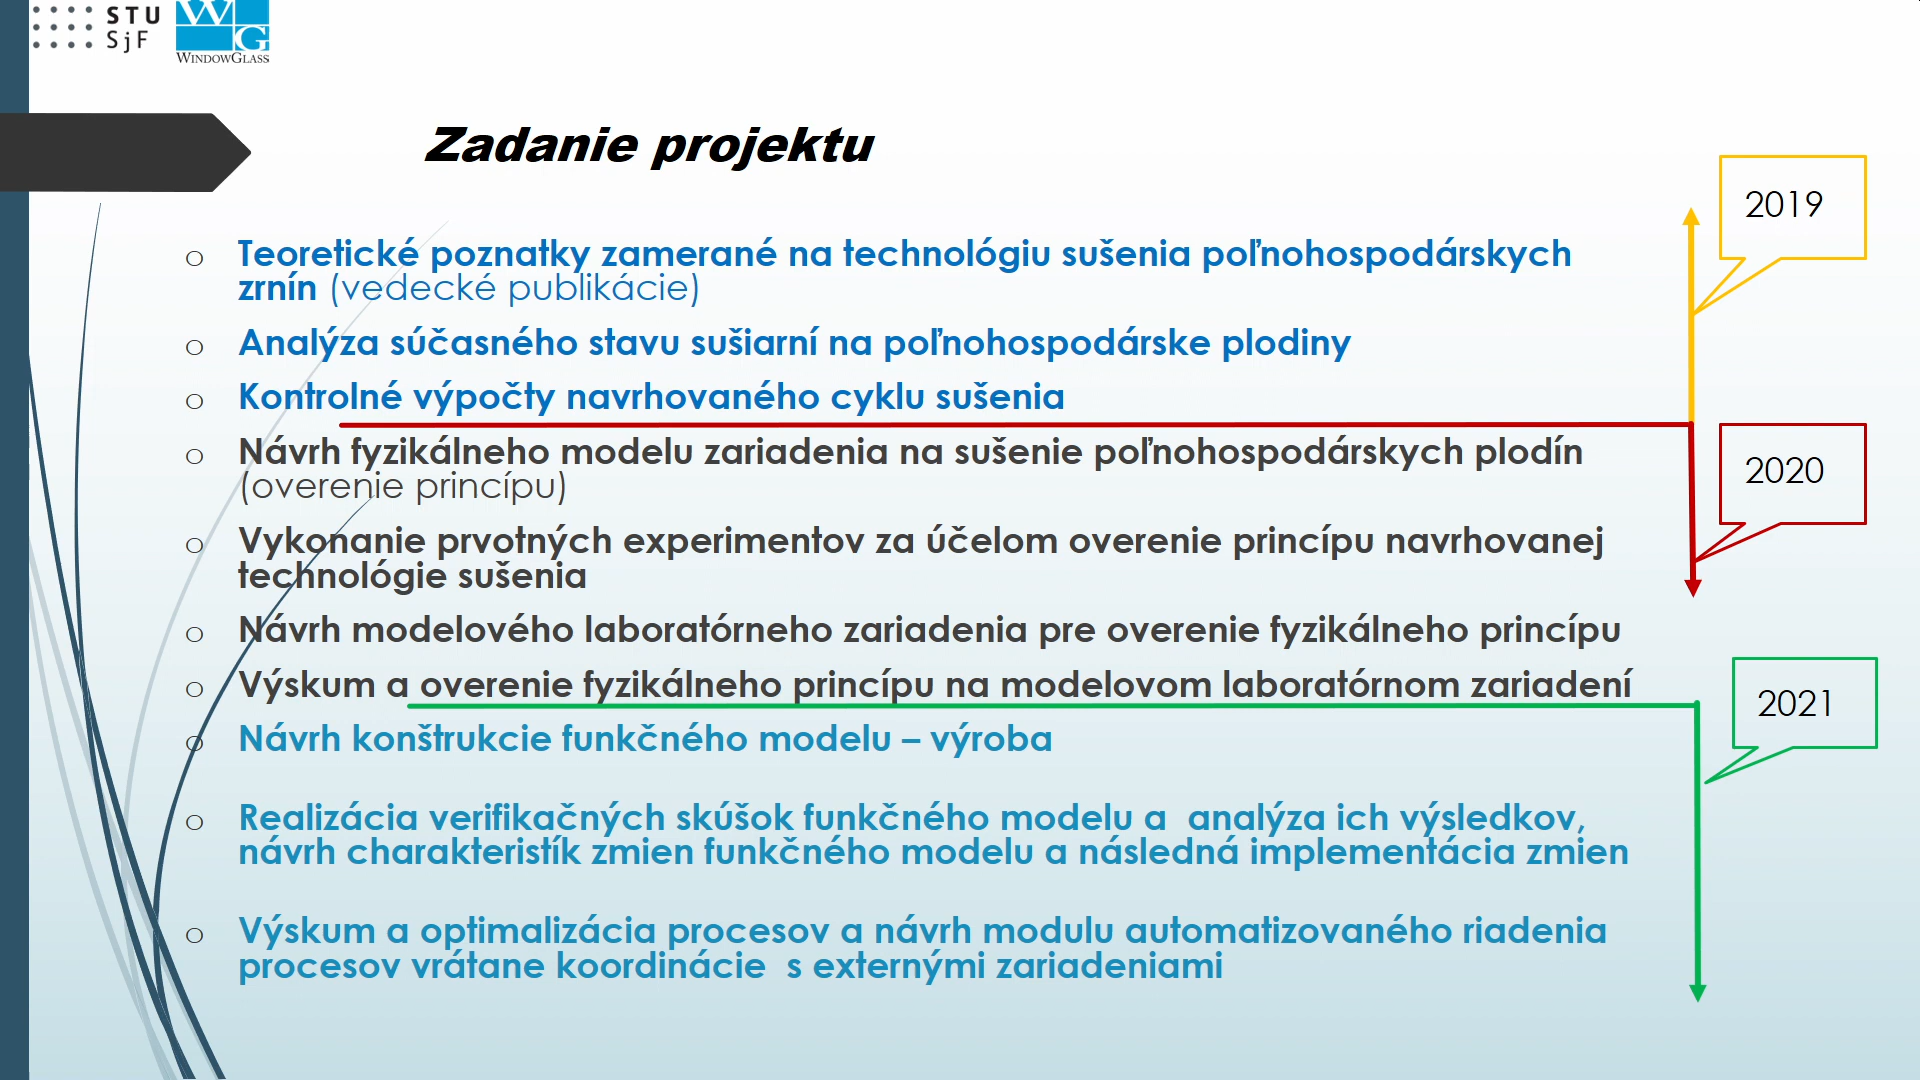 STU
SjF
WG
WINDOWGLASS
Zadanie projektu
2019
o Teoretické poznatky zamerané na technológiu sušenia poľnohospodárskych
zrnín (vedecké publikácie)
o Analýza súčasného stavu sušiarní na poľnohospodárske plodiny
o Kontrolné výpočty navrhovaného cyklu sušenia
o Návrh fyzikálneho modelu zariadenia na sušenie poľnohospodárskych plodín
(overenie princípu)
2020
o Vykonanie prvotných experimentov za účelom overenie princípu navrhovanej
technológie sušenia
o Návrh modelového laboratórneho zariadenia pre overenie fyzikálneho princípu
o Výskum a overenie fyzikálneho princípu na modelovom laboratórnom zariadení
2021
o Návrh konštrukcie funkčného modelu – výroba
o Realizácia verifikačných skúšok funkčného modelu a  analýza ich výsledkov,
návrh charakteristík zmien funkčného modelu a následná implementácia zmien
o Výskum a optimalizácia procesov a návrh modulu automatizovaného riadenia
procesov vrátane koordinácie  s externými zariadeniami